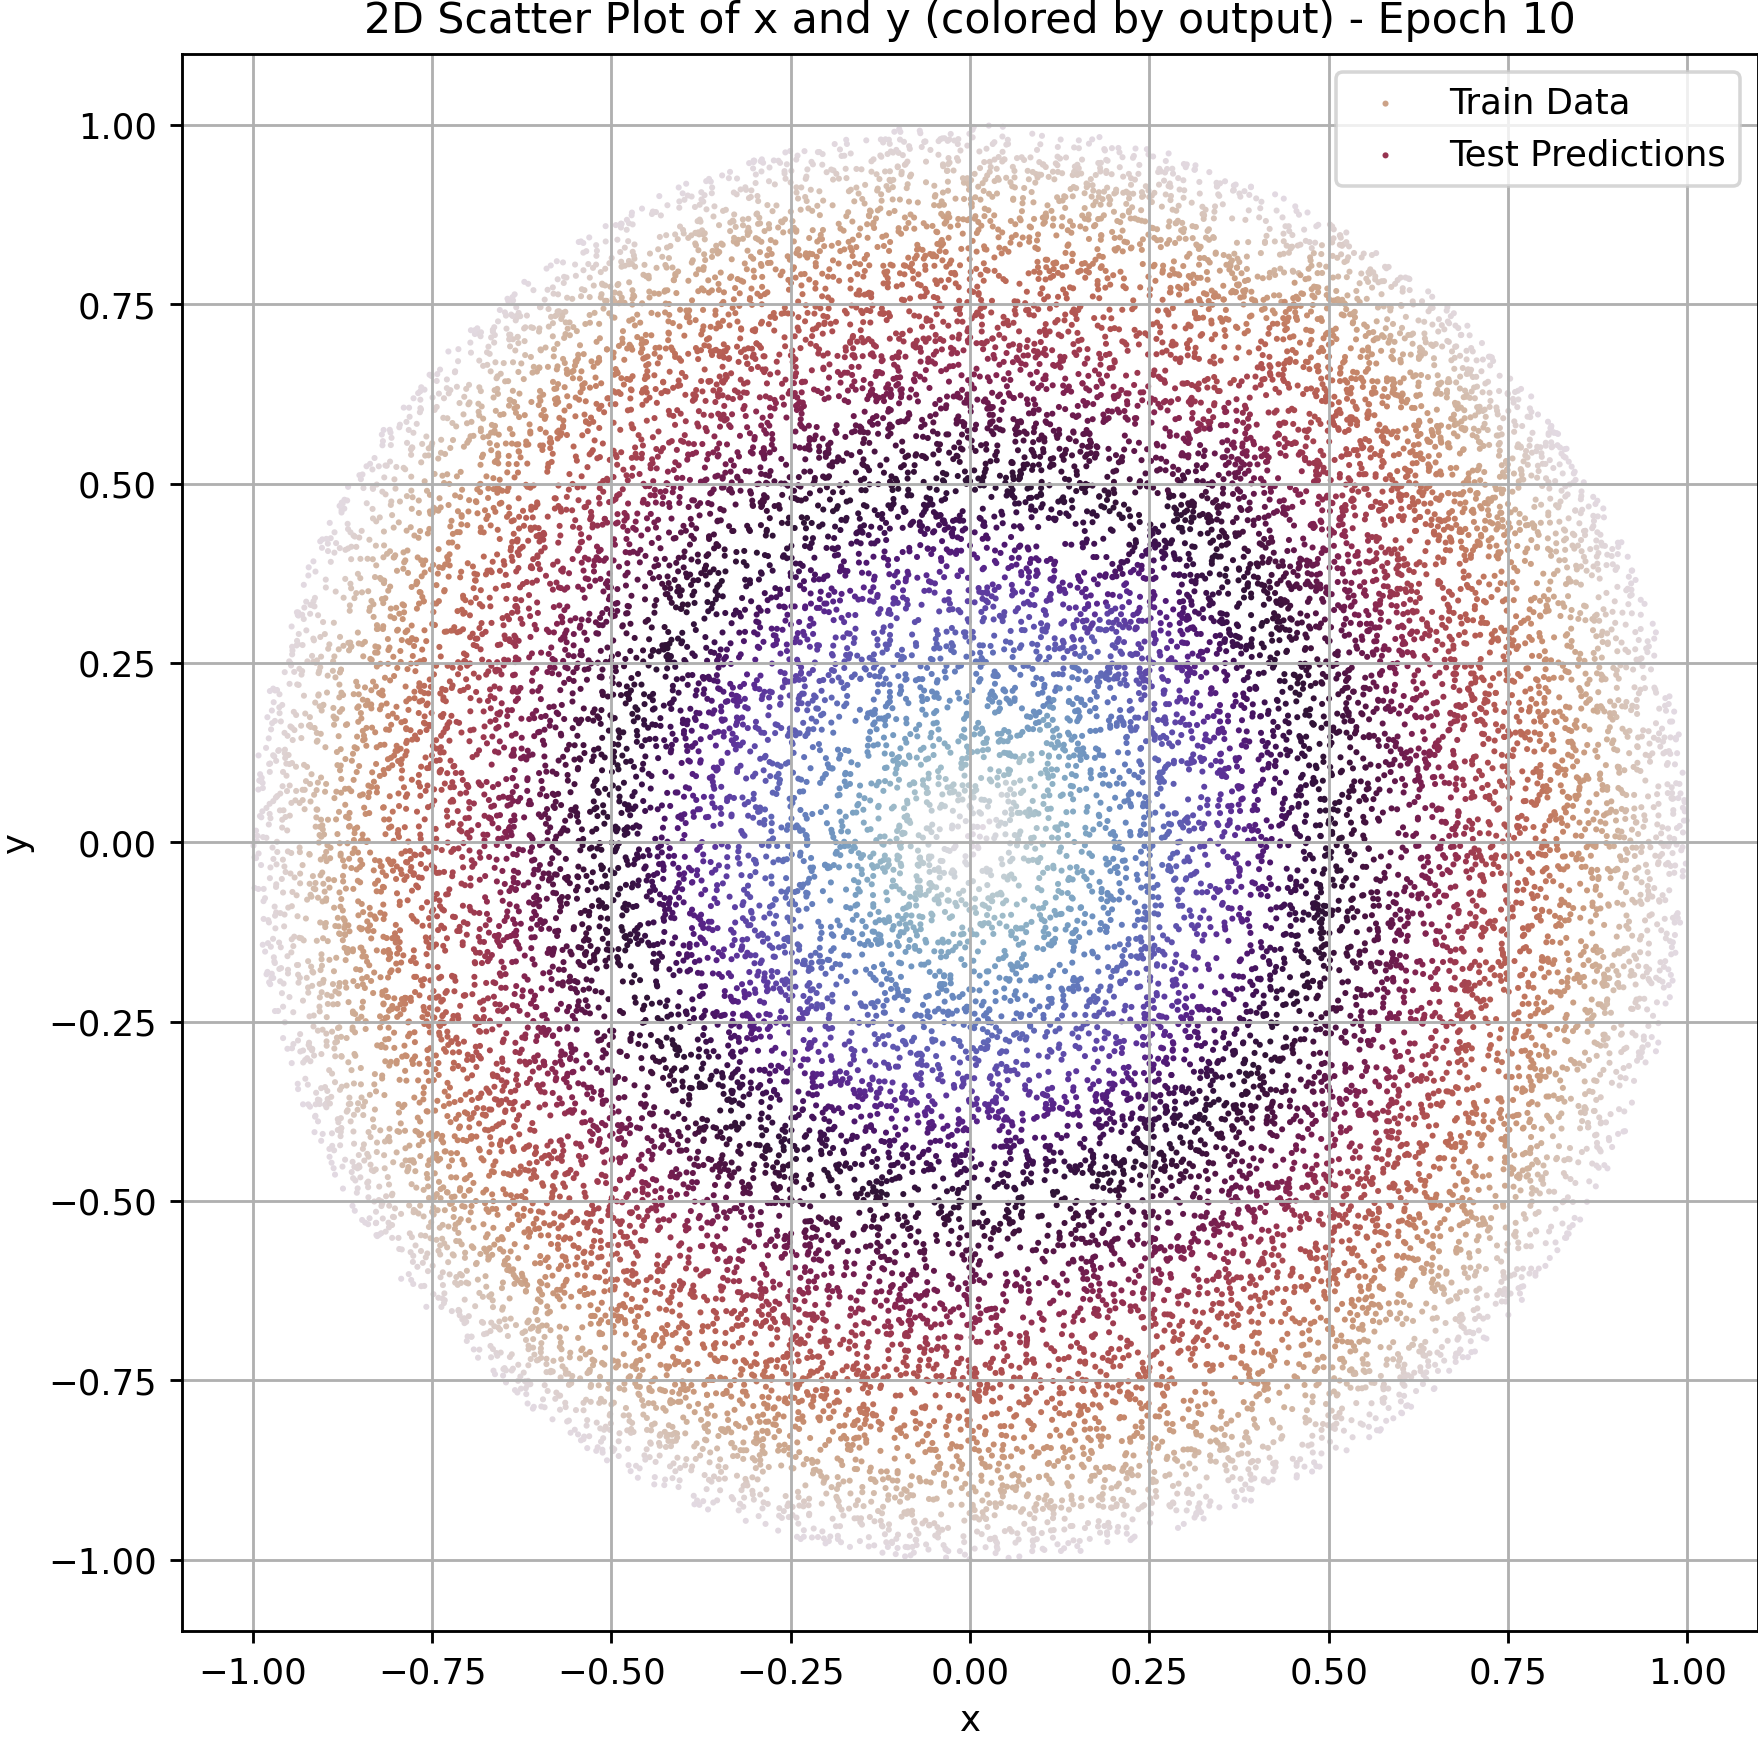 2D Scatter Plot of x and y (colored by output) - Epoch 10
Train Data
Test Predictions
1.00
0.75
0.50
0.25
0.00
−0.25
−0.50
−0.75
−1.00
y
−1.00 −0.75 −0.50 −0.25 0.00 0.25 0.50 0.75 1.00
x